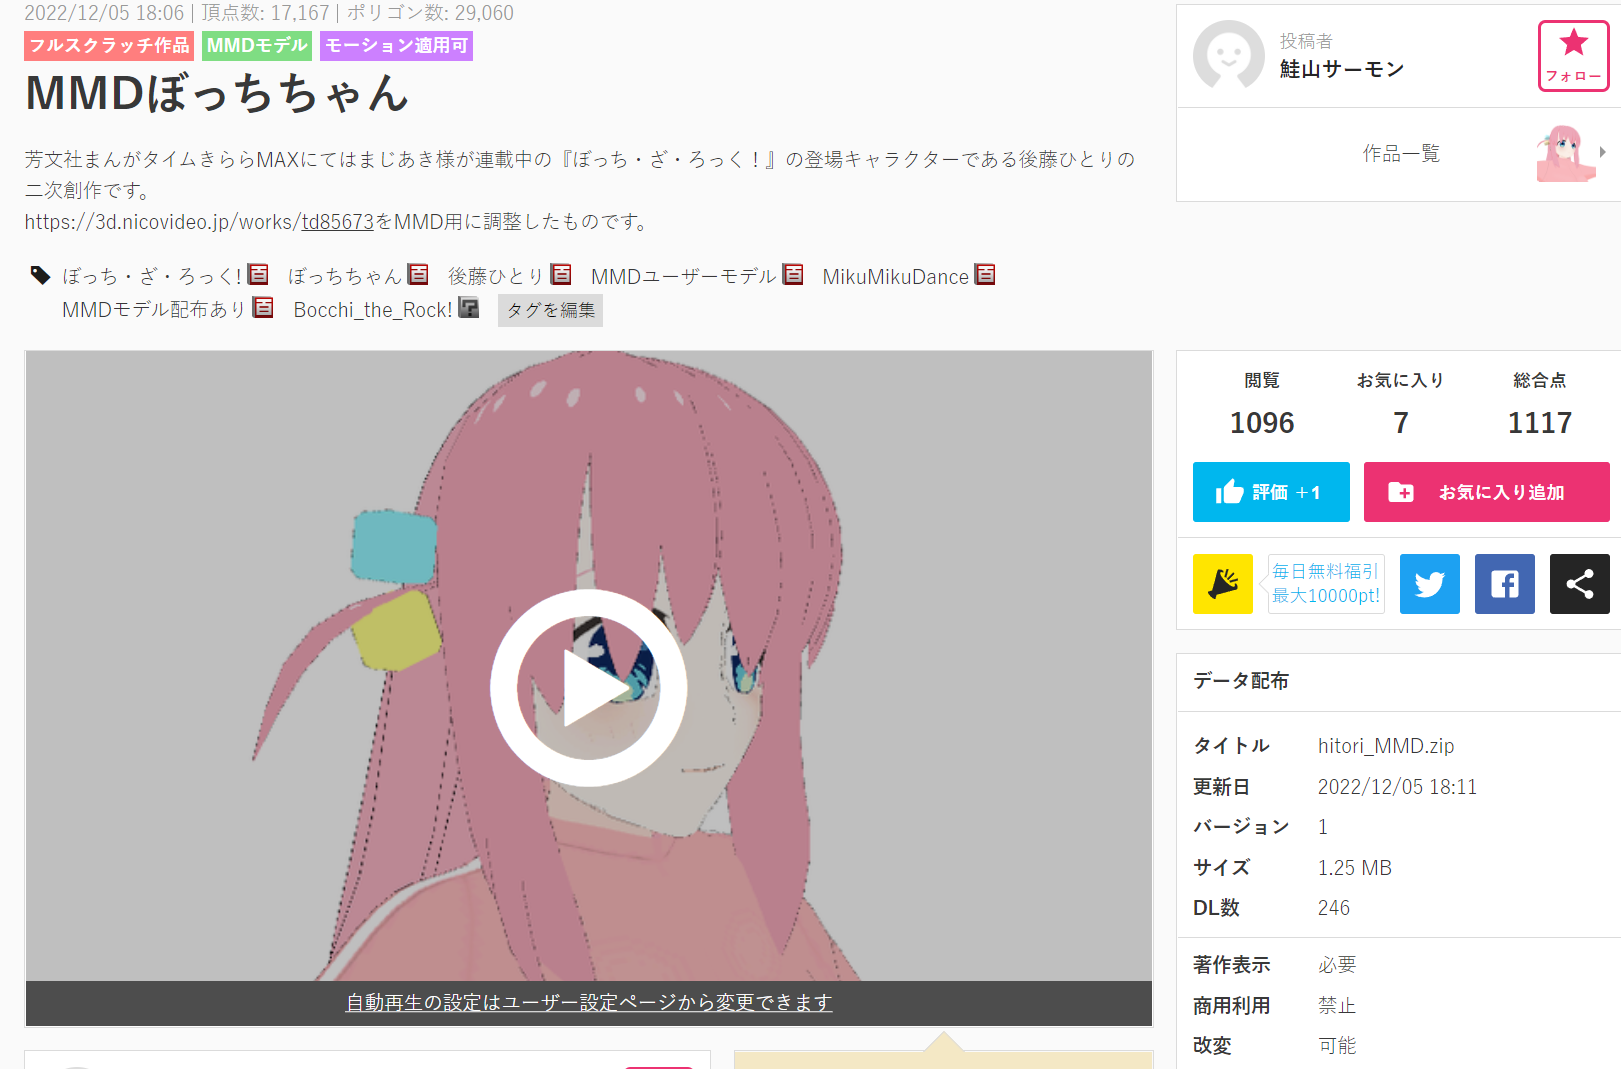 2022/12/05 18:06 | 頂点数: 17,167 | ポリゴン数: 29,060
フルスクラッチ作品 MMDモデル モーション適用可
MMDぼっちちゃん
芳文社まんがタイムきららMAXにてはまじあき様が連載中の『ぼっち・ざ・ろっく！』の登場キャラクターである後藤ひとりの
二次創作です。
https://3d.nicovideo.jp/works/td85673をMMD用に調整したものです。
ぼっち・ざ・ろっく! 百 ぼっちちゃん 百 後藤ひとり 百 MMDユーザーモデル 百 MikuMikuDance 百
MMDモデル配布あり 百 Bocchi_the_Rock! ? タグを編集
自動再生の設定はユーザー設定ページから変更できます
投稿者
鮭山サーモン
フォロー
作品一覧
閲覧 お気に入り 総合点
1096 7 1117
評価 +1 お気に入り追加
毎日無料福引
最大10000pt!
データ配布
タイトル hitori_MMD.zip
更新日 2022/12/05 18:11
バージョン 1
サイズ 1.25 MB
DL数 246
著作表示 必要
商用利用 禁止
改変 可能